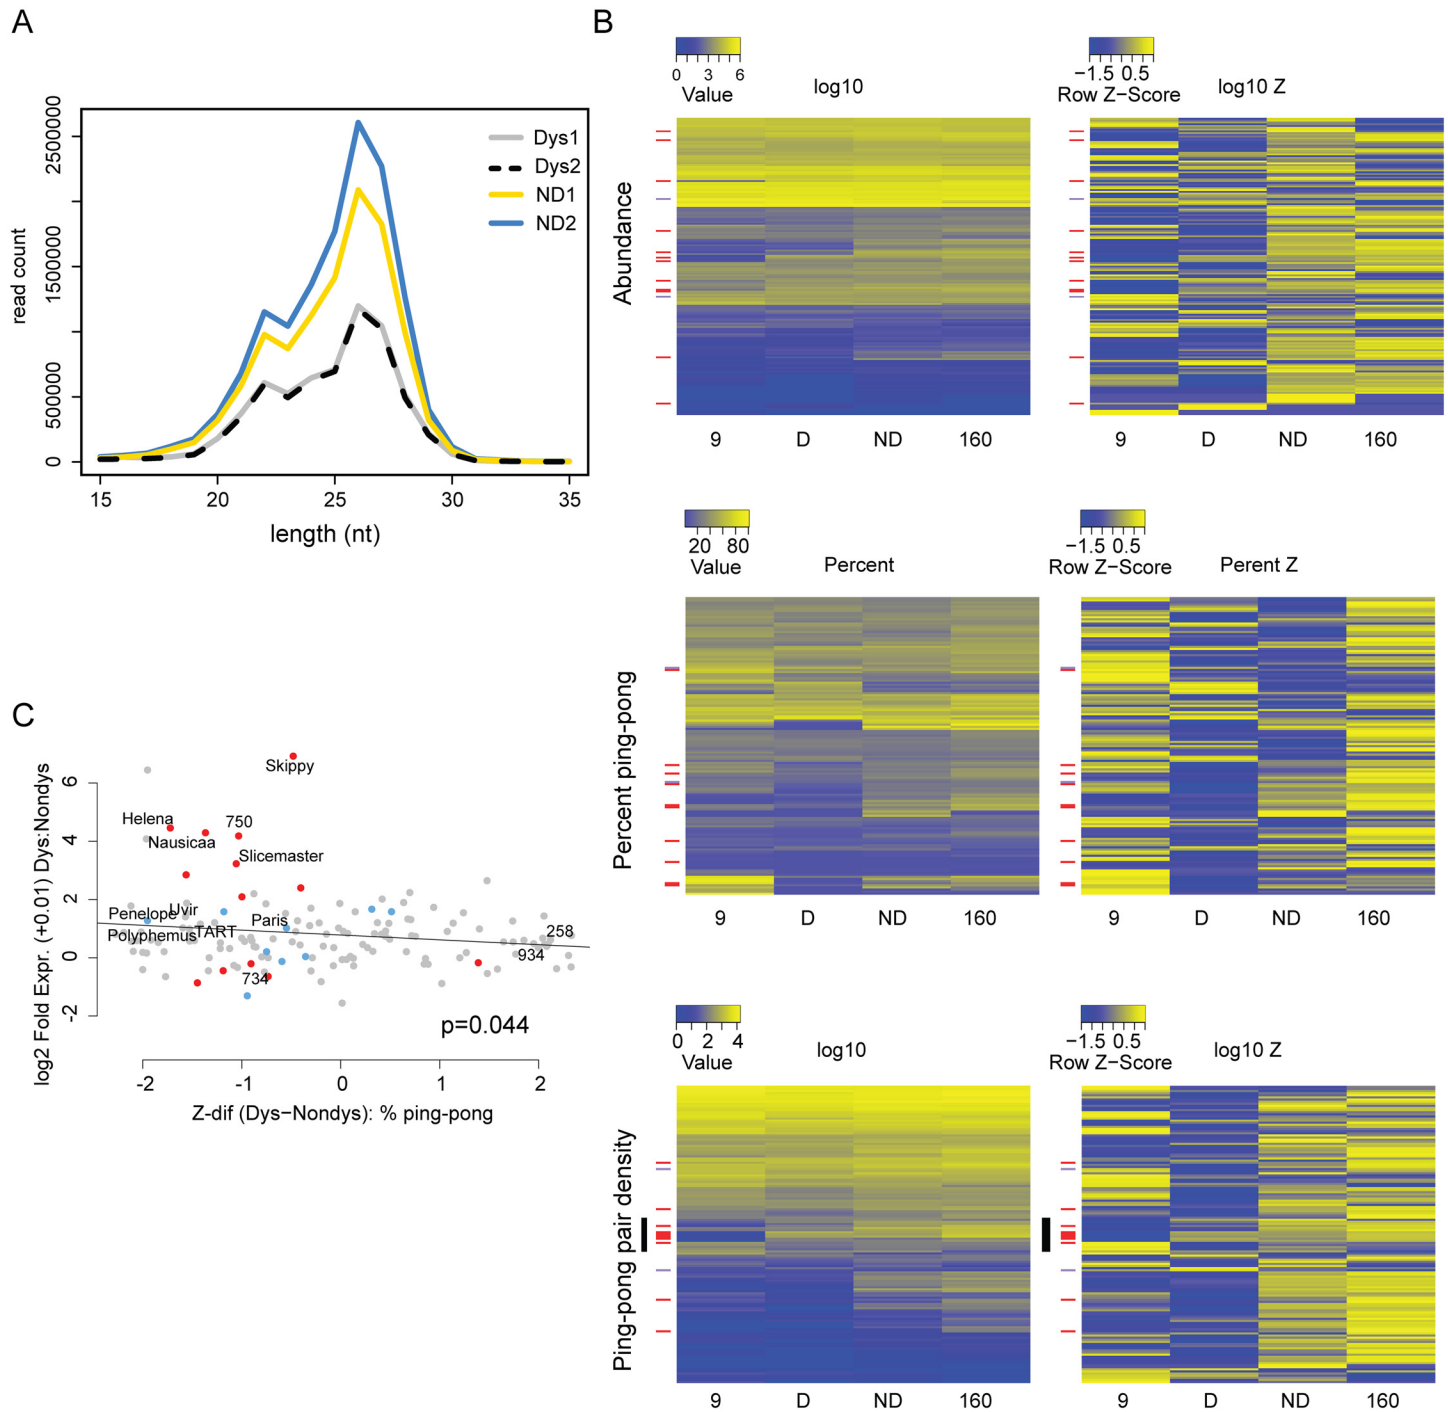 A
read count
0
500000
1500000
2500000
Dys1
Dys2
ND1
ND2
15 20 25 30 35
length (nt)
B
0 3 6
Value
log10
−1.5 0.5
Row Z−Score
log10 Z
Abundance
9 D ND 160
9 D ND 160
20 80
Value
Percent
−1.5 0.5
Row Z−Score
Perent Z
Percent ping-pong
9 D ND 160
9 D ND 160
0 2 4
Value
log10
−1.5 0.5
Row Z−Score
log10 Z
Ping-pong pair density
9 D ND 160
9 D ND 160
C
log2 Fold Expr. (+0.01) Dys:Nondys
6
4
2
0
-2
Skippy
Helena
750
Nausicaa
Slicemaster
Penelope
Uvir
Paris
Polyphemus
TART
258
934
734
p=0.044
-2 -1 0 1 2
Z-dif (Dys−Nondys): % ping-pong